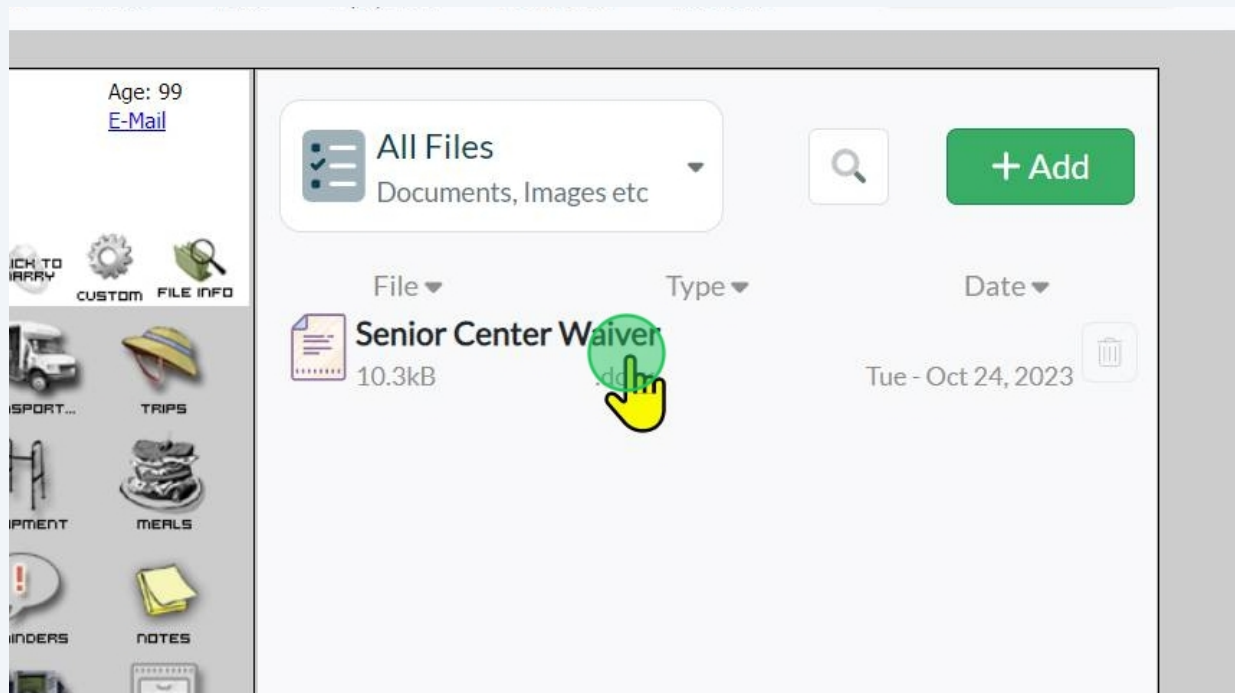 Age: 99
E-Mail
All Files
Documents, Images etc
+ Add
CUSTOM
FILE INFO
File
Type
Date
Senior Center Waiver
10.3kB
Tue - Oct 24, 2023
TRIPS
MEALS
NOTES